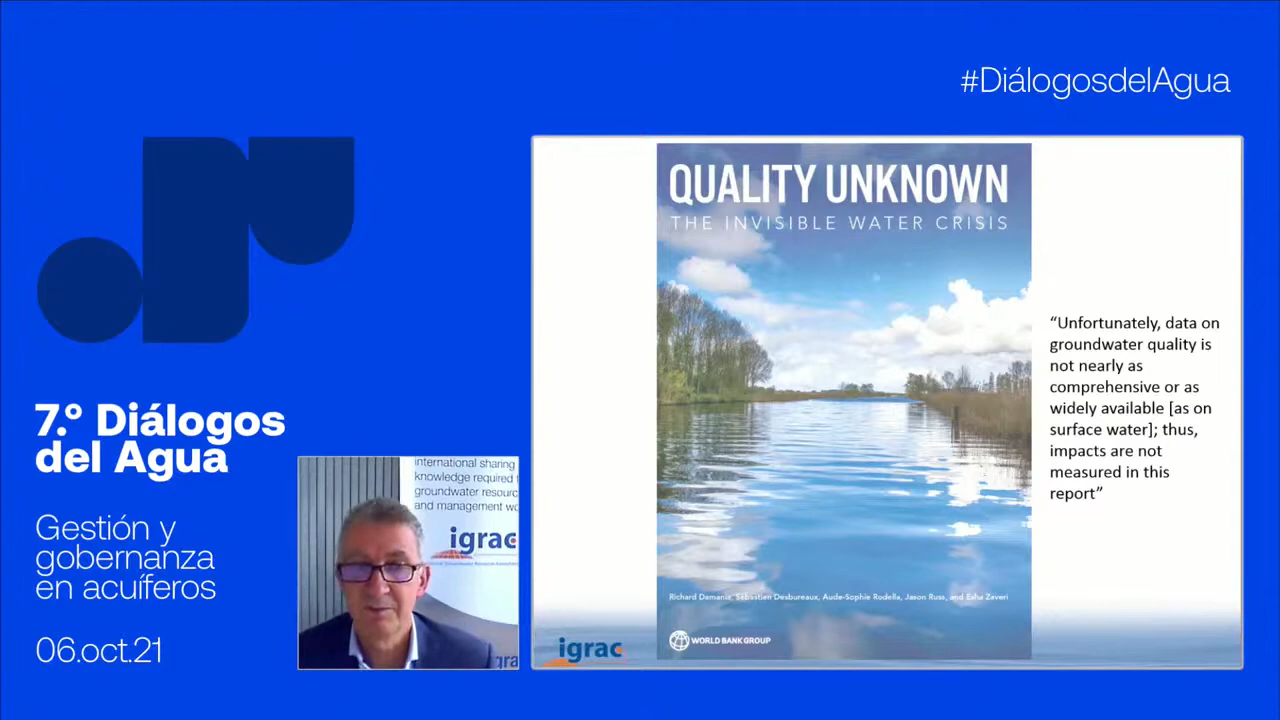 #DiálogosdelAgua
QUALITY UNKNOWN
THE INVISIBLE WATER CRISIS
“Unfortunately, data on
groundwater quality is
not nearly as
comprehensive or as
widely available [as on
surface water]; thus,
impacts are not
measured in this
report”
Richard Damania, Sébastien Desbureaux, Aude-Sophie Rodella, Jason Russ, and Esha Zaveri
WORLD BANK GROUP
igrac
7.º Diálogos
del Agua
Gestión y
gobernanza
en acuíferos
06.oct.21
international sharing
knowledge required
groundwater resourc
and management wo
igrac
gra